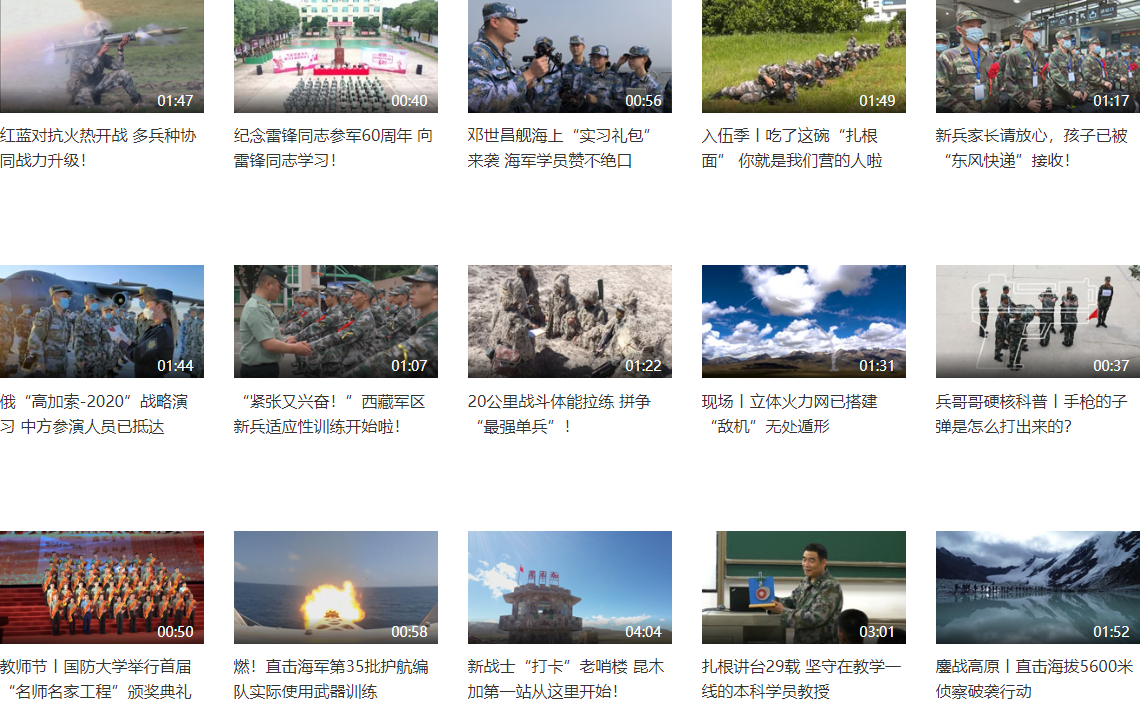 01:47
00:40
00:56
01:49
01:17
红蓝对抗火热开战 多兵种协
同战力升级！
纪念雷锋同志参军60周年 向
雷锋同志学习！
邓世昌舰海上“实习礼包”
来袭 海军学员赞不绝口
入伍季丨吃了这碗“扎根
面” 你就是我们营的人啦
新兵家长请放心，孩子已被
“东风快递”接收！
01:44
01:07
01:22
01:31
00:37
俄“高加索-2020”战略演
习 中方参演人员已抵达
“紧张又兴奋！”西藏军区
新兵适应性训练开始啦！
20公里战斗体能拉练 拼争
“最强单兵”！
现场丨立体火力网已搭建
“敌机”无处遁形
兵哥哥硬核科普丨手枪的子
弹是怎么打出来的？
00:50
00:58
04:04
03:01
01:52
教师节丨国防大学举行首届
“名师名家工程”颁奖典礼
燃！直击海军第35批护航编
队实际使用武器训练
新战士“打卡”老哨楼 昆木
加第一站从这里开始！
扎根讲台29载 坚守在教学一
线的本科学员教授
鏖战高原丨直击海拔5600米
侦察破袭行动